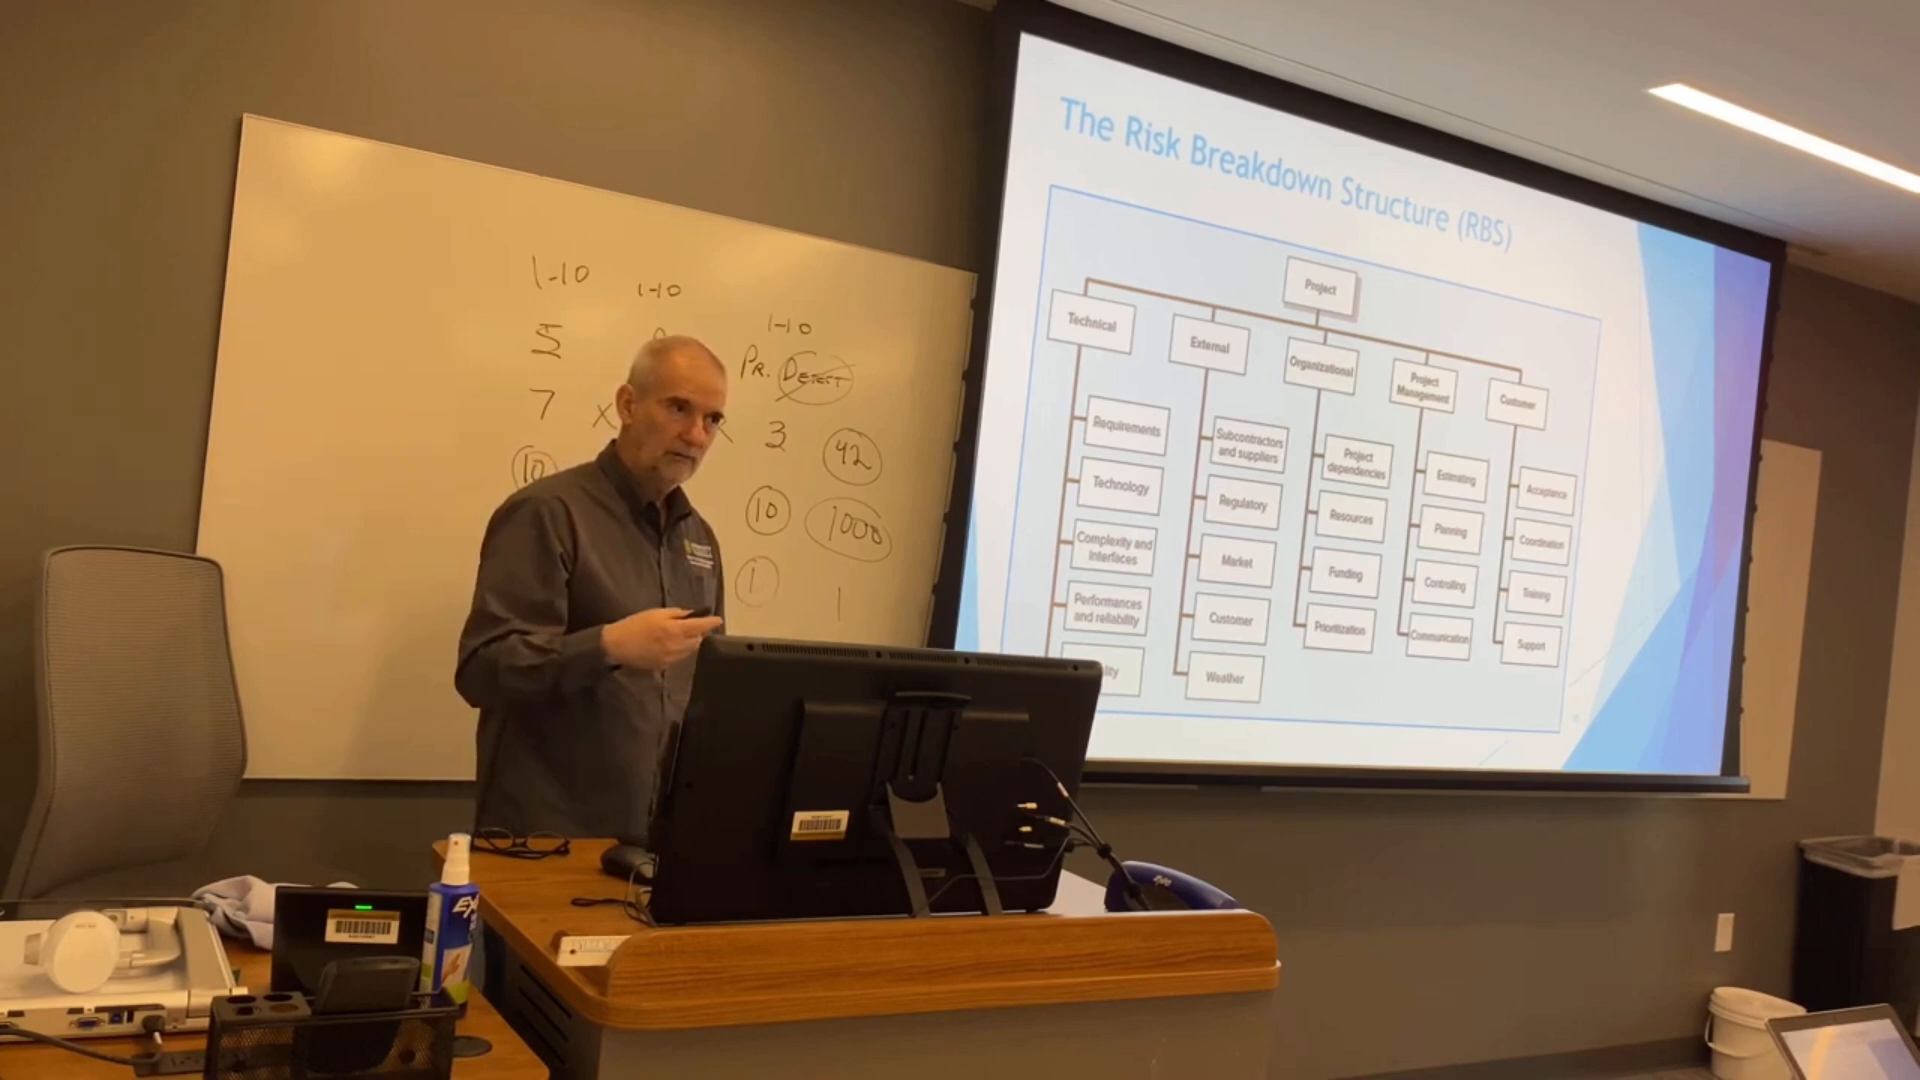 1-10
1-10
1-10
5
PR. DETECT
7 X
3 42
10
10 1000
1 1
The Risk Breakdown Structure (RBS)
Project
Technical
External
Organizational
Project
Management
Customer
Requirements
Technology
Complexity and
interfaces
Performances
and reliability
lity
Subcontractors
and suppliers
Regulatory
Market
Customer
Weather
Project
dependencies
Resources
Funding
Prioritization
Estimating
Planning
Controlling
Communication
Acceptance
Coordination
Training
Support